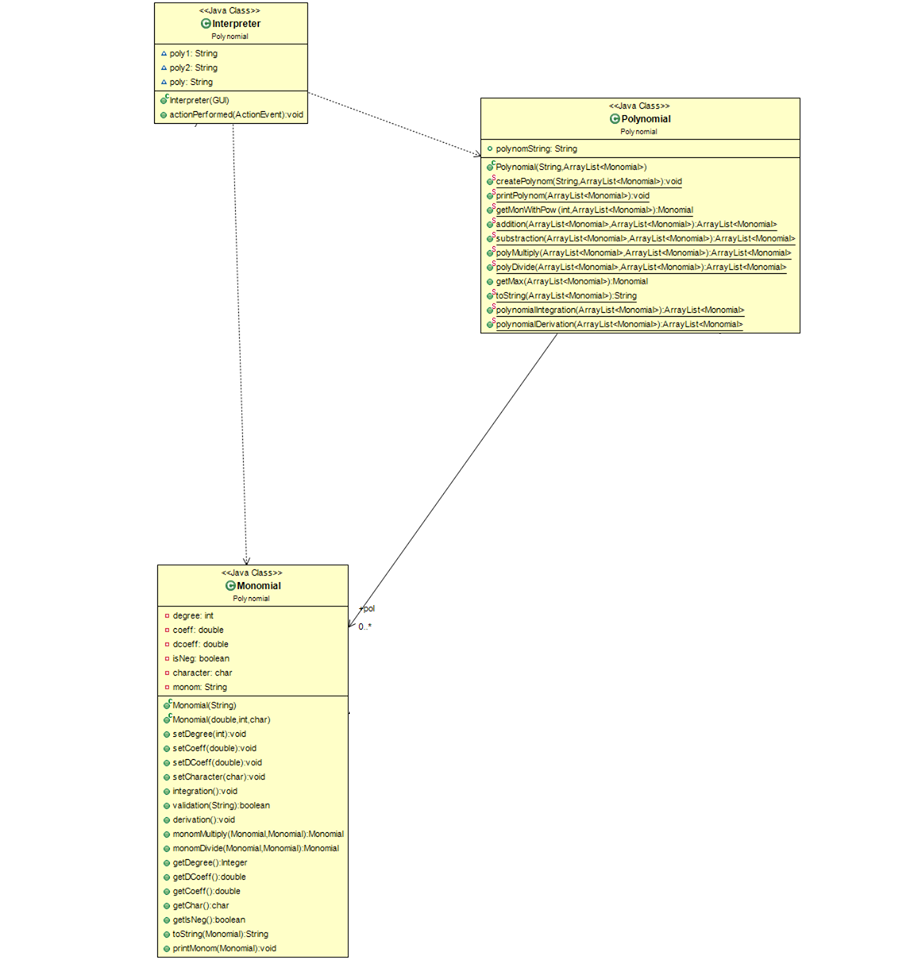 <<Java Class>>
Interpreter
Polynomial
poly1: String
poly2: String
poly: String
Interpreter(GUI)
actionPerformed(ActionEvent):void
<<Java Class>>
Polynomial
Polynomial
polynomString: String
Polynomial(String,ArrayList<Monomial>)
createPolynom(String,ArrayList<Monomial>):void
printPolynom(ArrayList<Monomial>):void
getMonWithPow(int,ArrayList<Monomial>):Monomial
addition(ArrayList<Monomial>,ArrayList<Monomial>):ArrayList<Monomial>
substraction(ArrayList<Monomial>,ArrayList<Monomial>):ArrayList<Monomial>
polyMultiply(ArrayList<Monomial>,ArrayList<Monomial>):ArrayList<Monomial>
polyDivide(ArrayList<Monomial>,ArrayList<Monomial>):ArrayList<Monomial>
getMax(ArrayList<Monomial>):Monomial
toString(ArrayList<Monomial>):String
polynomialIntegration(ArrayList<Monomial>):ArrayList<Monomial>
polynomialDerivation(ArrayList<Monomial>):ArrayList<Monomial>
<<Java Class>>
Monomial
Polynomial
degree: int
coeff: double
dcoeff: double
isNeg: boolean
character: char
monom: String
Monomial(String)
Monomial(double,int,char)
setDegree(int):void
setCoeff(double):void
setDCoeff(double):void
setCharacter(char):void
integration():void
validation(String):boolean
derivation():void
monomMultiply(Monomial,Monomial):Monomial
monomDivide(Monomial,Monomial):Monomial
getDegree():Integer
getDCoeff():double
getCoeff():double
getChar():char
getIsNeg():boolean
toString(Monomial):String
printMonom(Monomial):void
+pol
0..*